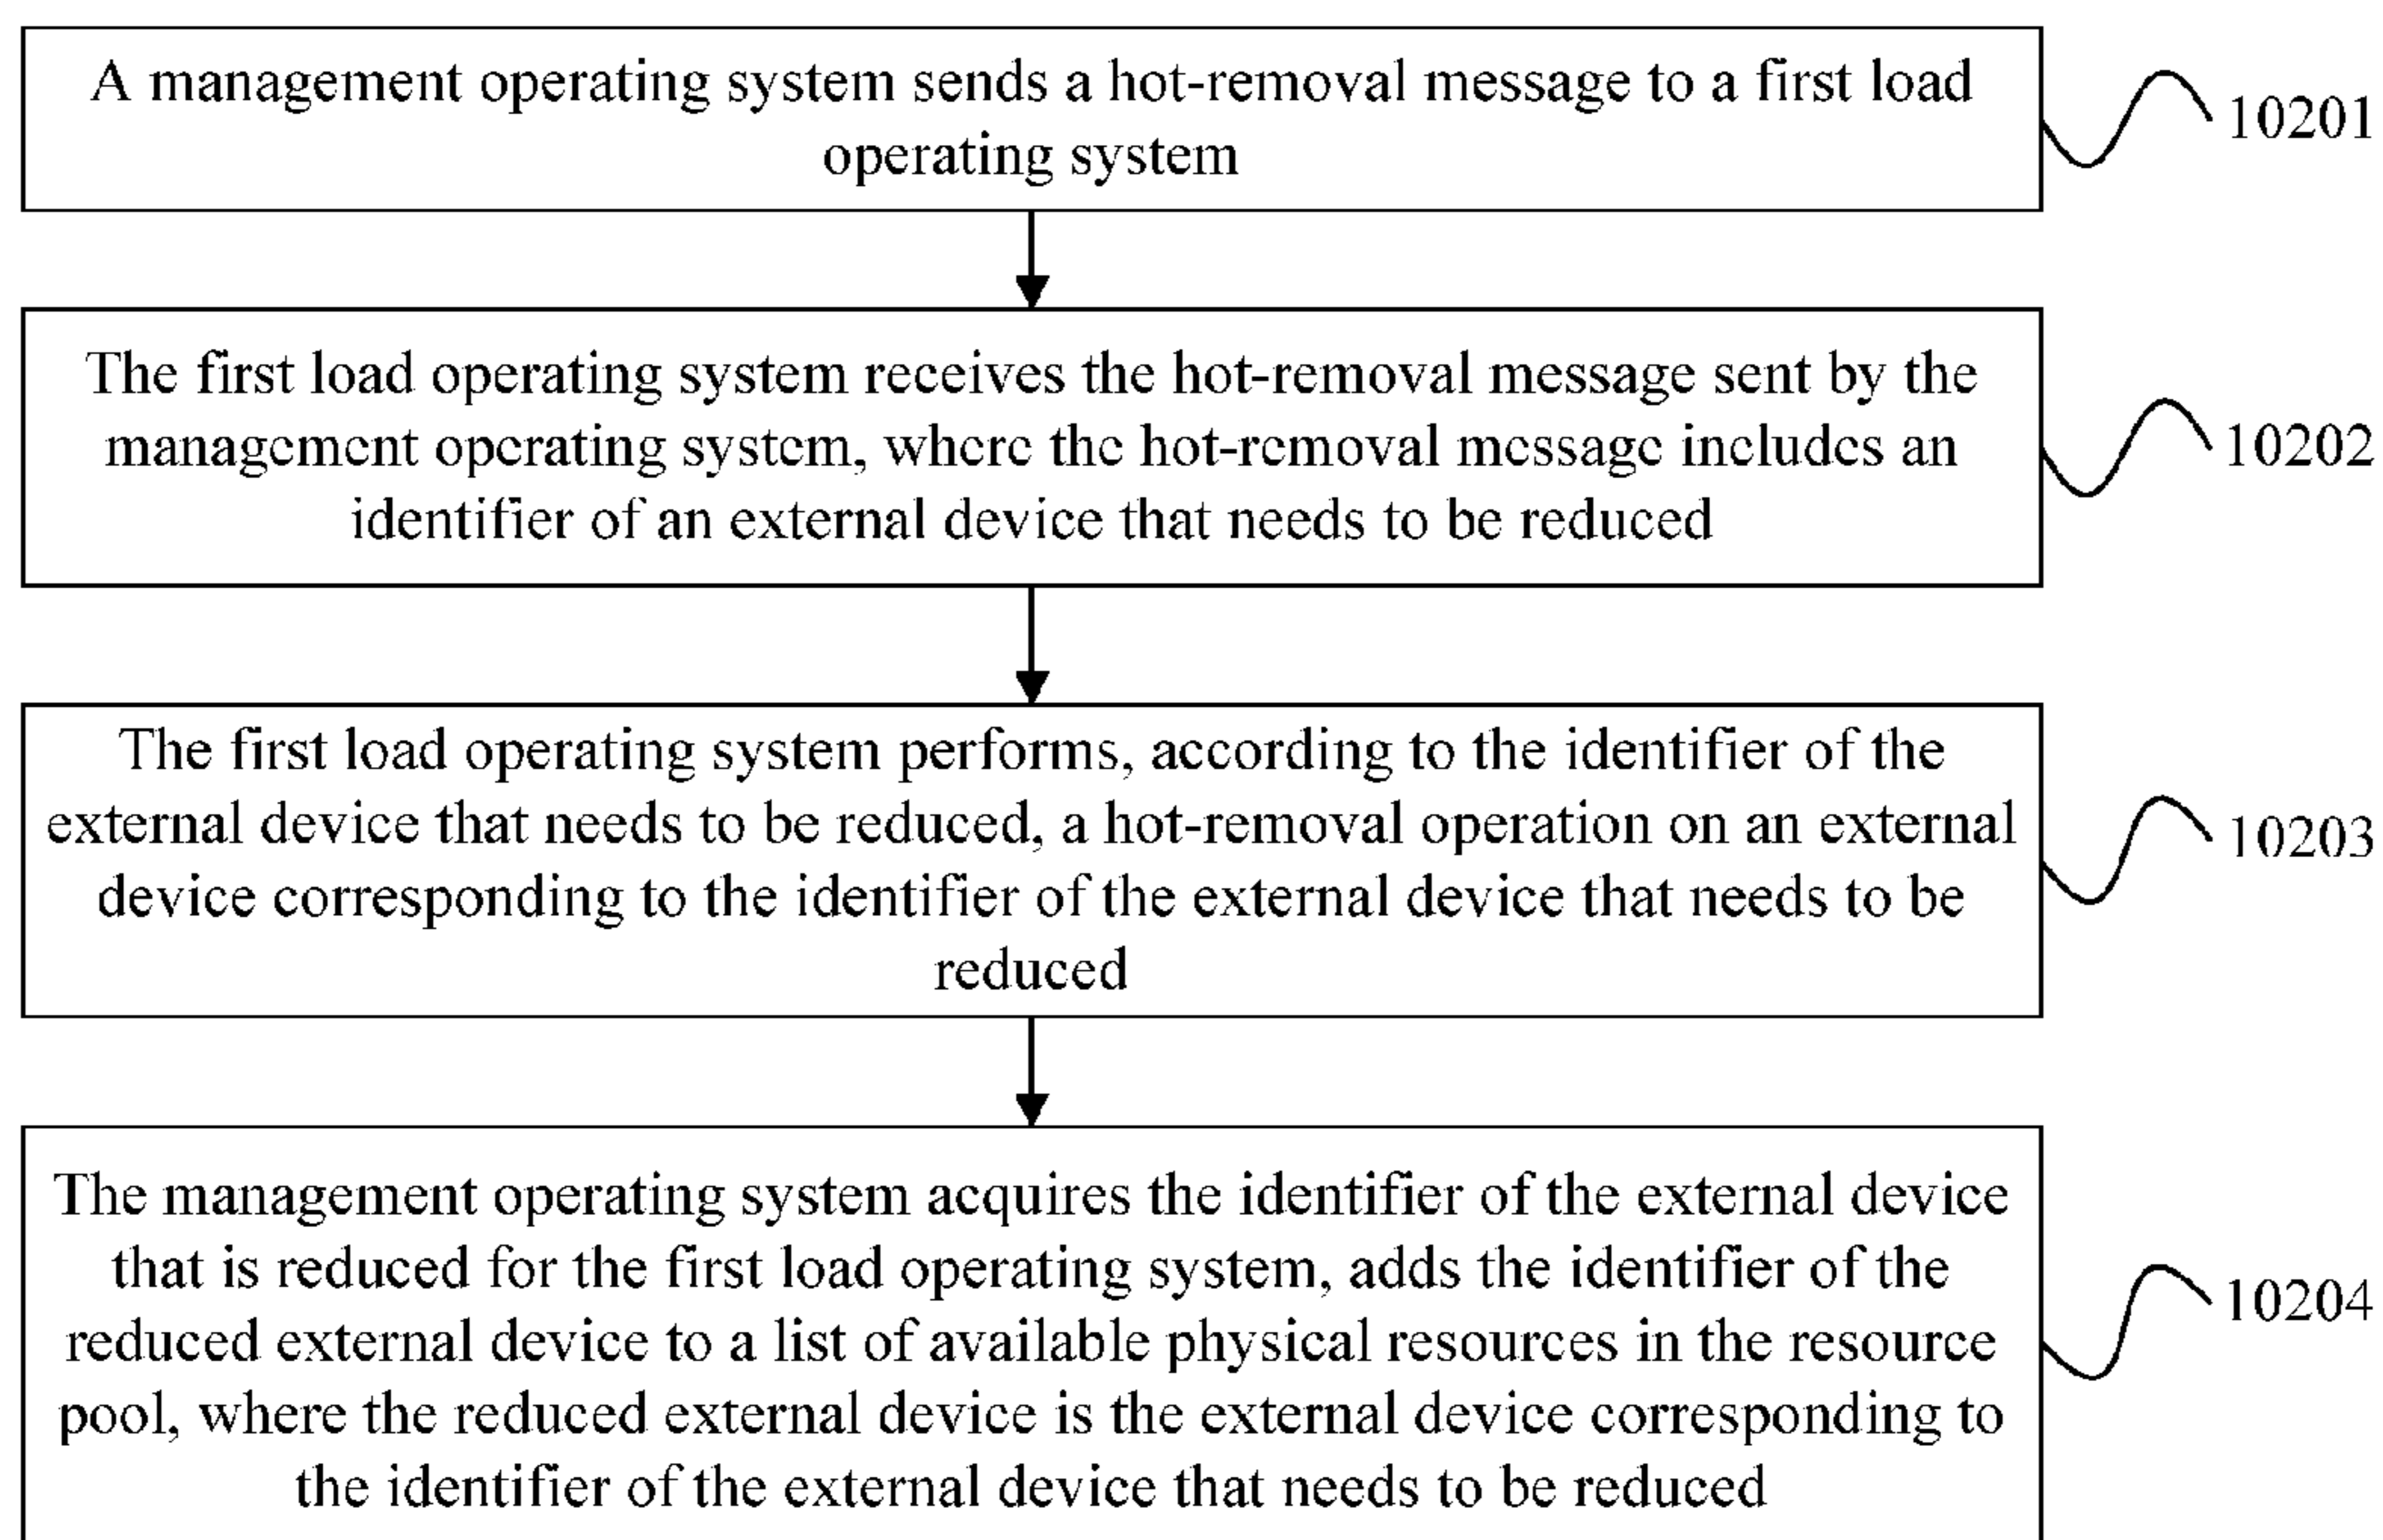 A management operating system sends a hot-removal message to a first load
operating system
10201
The first load operating system receives the hot-removal message sent by the
management operating system, where the hot-removal message includes an
identifier of an external device that needs to be reduced
10202
The first load operating system performs, according to the identifier of the
external device that needs to be reduced, a hot-removal operation on an external
device corresponding to the identifier of the external device that needs to be
reduced
10203
The management operating system acquires the identifier of the external device
that is reduced for the first load operating system, adds the identifier of the
reduced external device to a list of available physical resources in the resource
pool, where the reduced external device is the external device corresponding to
the identifier of the external device that needs to be reduced
10204